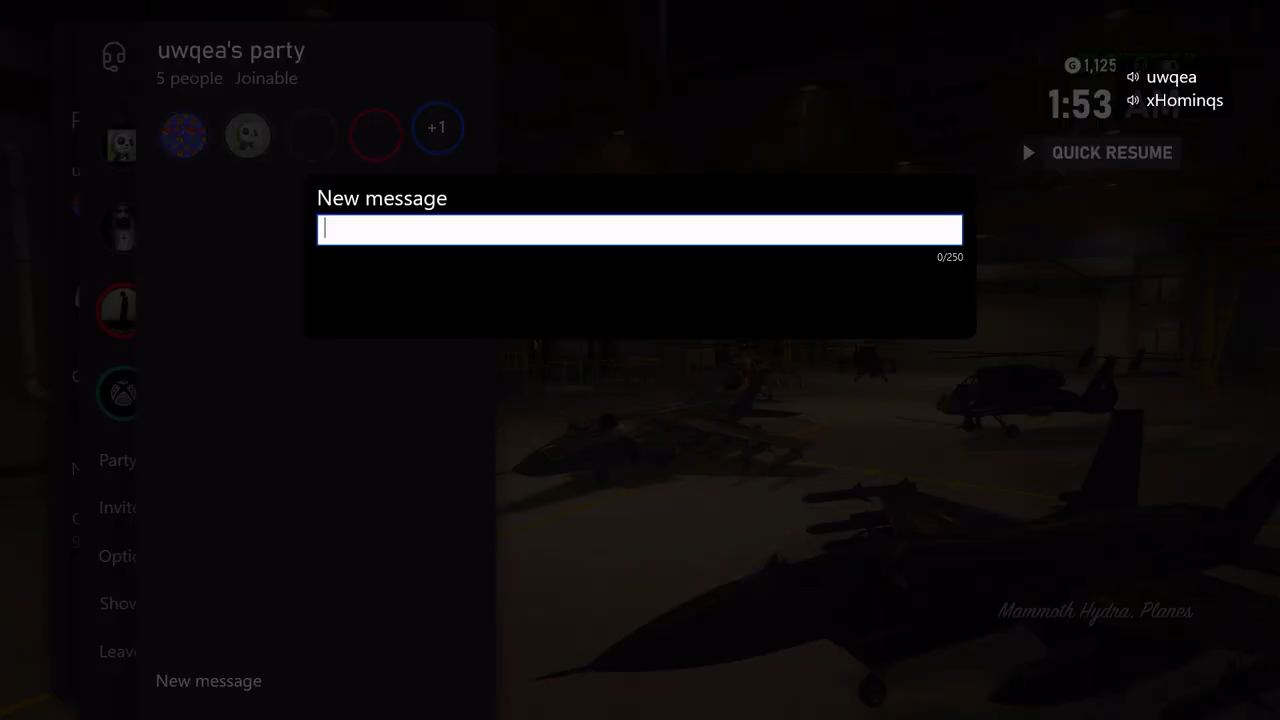 uwqea's party
5 people Joinable
+1
G 1,125
uwqea
1:53 AM
xHominqs
QUICK RESUME
New message
0/250
Party
Mammoth Hydra, Planes
New message